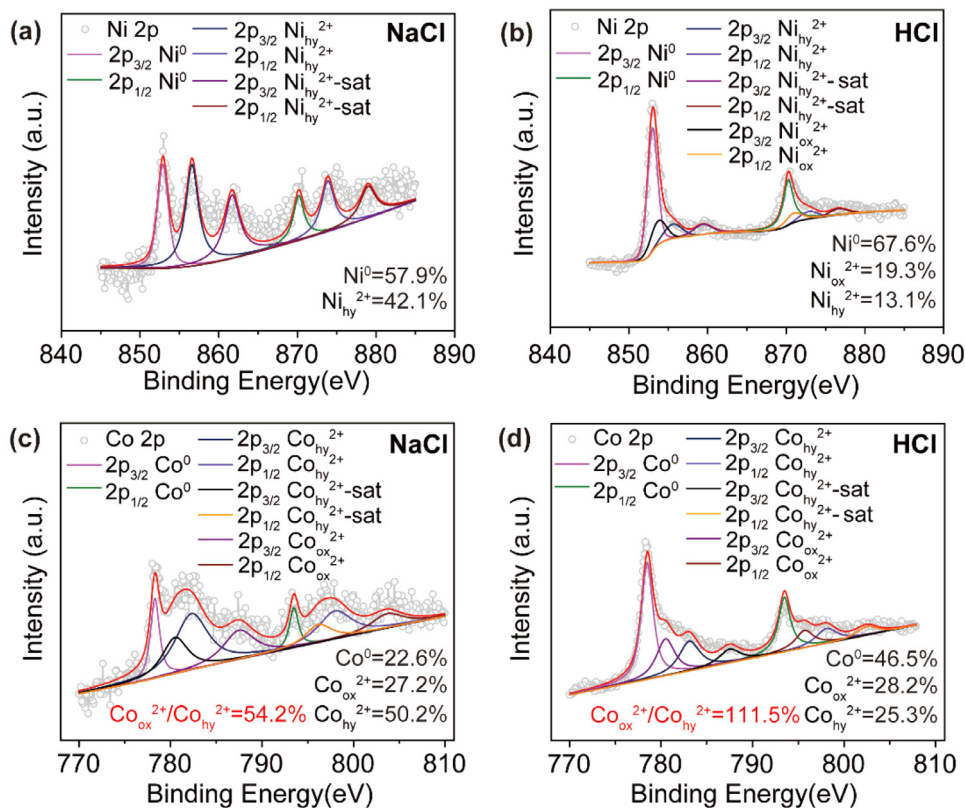 (a)
Ni 2p
2p3/2 Ni⁰
2p1/2 Ni⁰
2p3/2 Nihy²⁺
2p1/2 Nihy²⁺
2p3/2 Nihy²⁺-sat
2p1/2 Nihy²⁺-sat
NaCl
Intensity (a.u.)
Ni⁰=57.9%
Nihy²⁺=42.1%
840 850 860 870 880 890
Binding Energy(eV)
(b)
Ni 2p
2p3/2 Ni⁰
2p1/2 Ni⁰
2p3/2 Nihy²⁺
2p1/2 Nihy²⁺
2p3/2 Nihy²⁺- sat
2p1/2 Nihy²⁺-sat
2p3/2 Niox²⁺
2p1/2 Niox²⁺
HCl
Intensity (a.u.)
Ni⁰=67.6%
Niox²⁺=19.3%
Nihy²⁺=13.1%
840 850 860 870 880 890
Binding Energy(eV)
(c)
Co 2p
2p3/2 Co⁰
2p1/2 Co⁰
2p3/2 Cohy²⁺
2p1/2 Cohy²⁺
2p3/2 Cohy²⁺-sat
2p1/2 Cohy²⁺-sat
2p3/2 Coox²⁺
2p1/2 Coox²⁺
NaCl
Intensity (a.u.)
Co⁰=22.6%
Coox²⁺=27.2%
Coox²⁺/Cohy²⁺=54.2% Cohy²⁺=50.2%
770 780 790 800 810
Binding Energy(eV)
(d)
Co 2p
2p3/2 Co⁰
2p1/2 Co⁰
2p3/2 Cohy²⁺
2p1/2 Cohy²⁺
2p3/2 Cohy²⁺-sat
2p1/2 Cohy²⁺- sat
2p3/2 Coox²⁺
2p1/2 Coox²⁺
HCl
Intensity (a.u.)
Co⁰=46.5%
Coox²⁺=28.2%
Coox²⁺/Cohy²⁺=111.5% Cohy²⁺=25.3%
770 780 790 800 810
Binding Energy(eV)